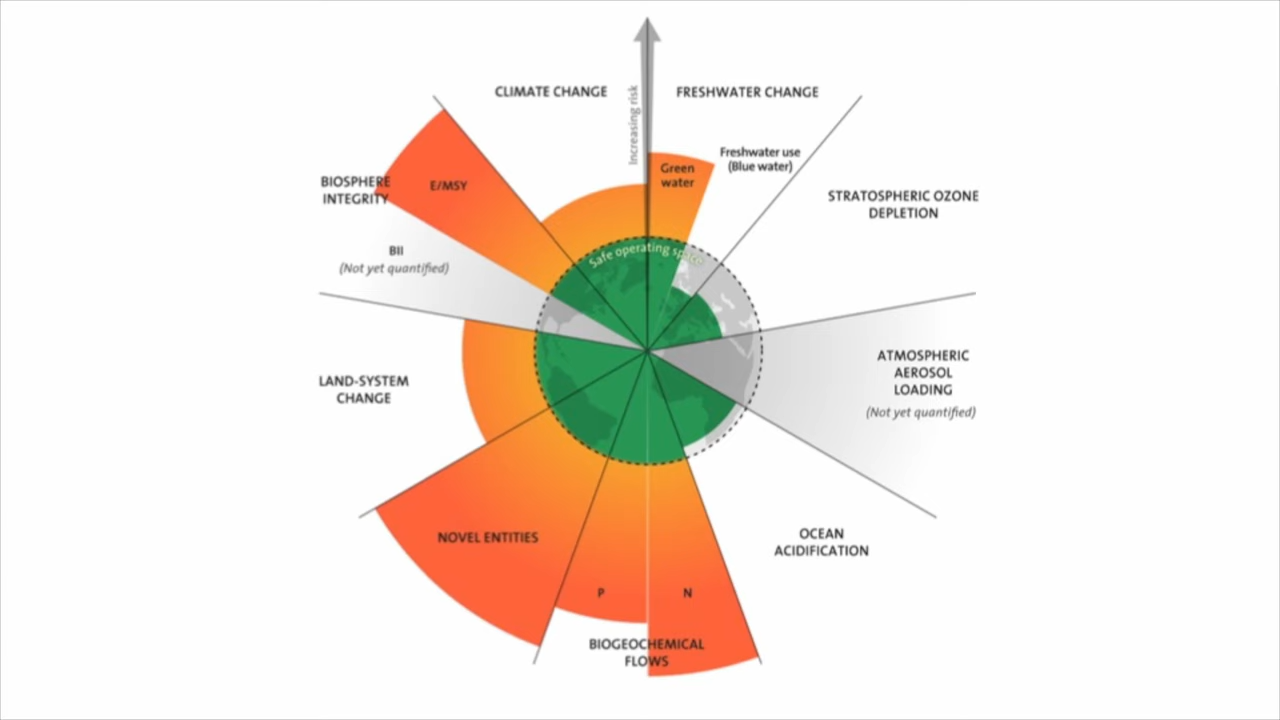 CLIMATE CHANGE
Increasing risk
FRESHWATER CHANGE
Green
water
Freshwater use
(Blue water)
STRATOSPHERIC OZONE
DEPLETION
BIOSPHERE
INTEGRITY
E/MSY
BII
(Not yet quantified)
Safe operating space
ATMOSPHERIC
AEROSOL
LOADING
(Not yet quantified)
LAND-SYSTEM
CHANGE
NOVEL ENTITIES
OCEAN
ACIDIFICATION
P
N
BIOGEOCHEMICAL
FLOWS